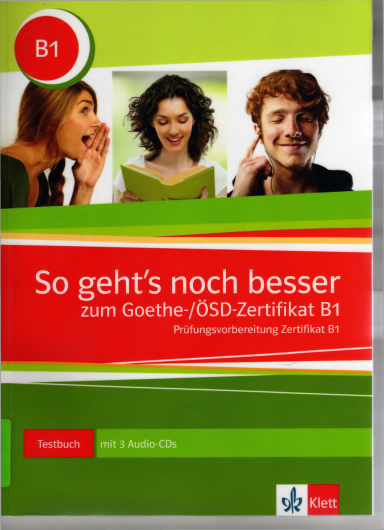 B1
So geht's noch besser
zum Goethe-/ÖSD-Zertifikat B1
Prüfungsvorbereitung Zertifikat B1
Testbuch mit 3 Audio-CDs
Klett